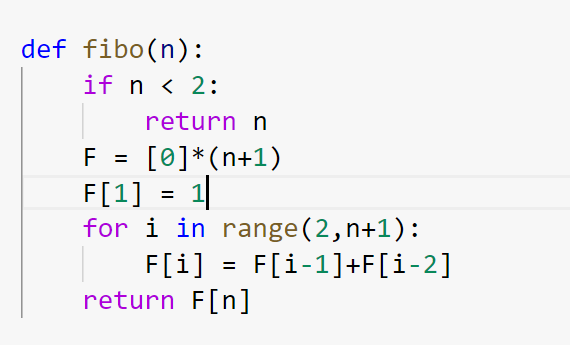 def fibo(n):
    if n < 2:
        return n
    F = [0]*(n+1)
    F[1] = 1
    for i in range(2,n+1):
        F[i] = F[i-1]+F[i-2]
    return F[n]